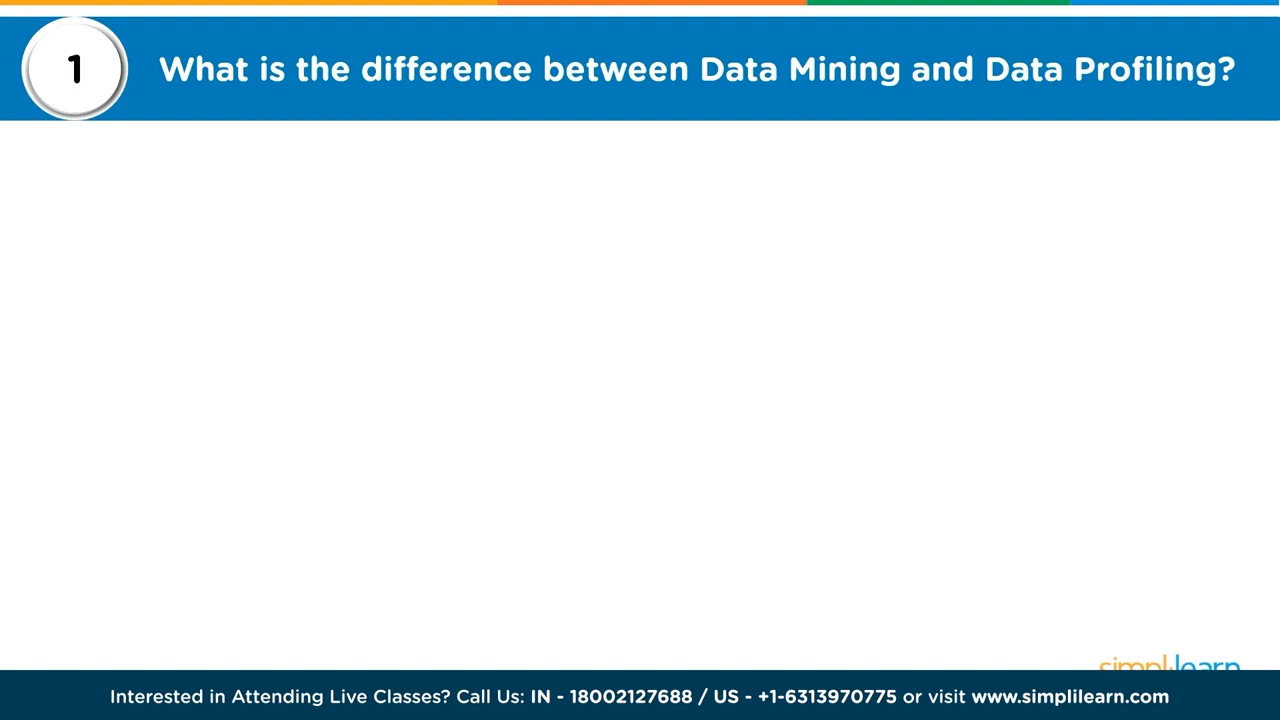 1
What is the difference between Data Mining and Data Profiling?
simplilearn
Interested in Attending Live Classes? Call Us: IN - 18002127688 / US - +1-6313970775 or visit www.simplilearn.com